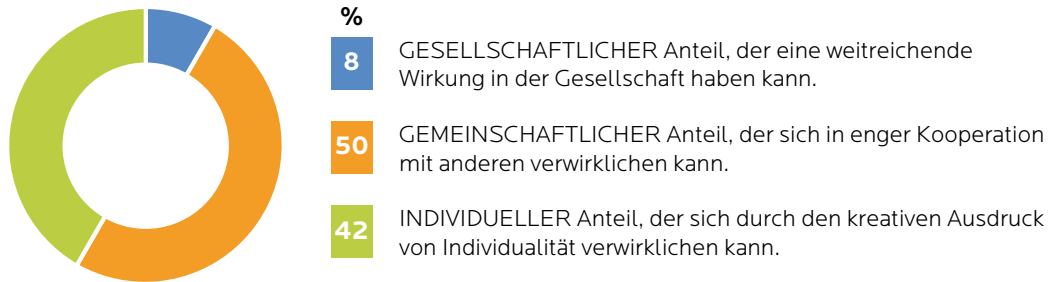 %
8
GESELLSCHAFTLICHER Anteil, der eine weitreichende
Wirkung in der Gesellschaft haben kann.
50
GEMEINSCHAFTLICHER Anteil, der sich in enger Kooperation
mit anderen verwirklichen kann.
42
INDIVIDUELLER Anteil, der sich durch den kreativen Ausdruck
von Individualität verwirklichen kann.